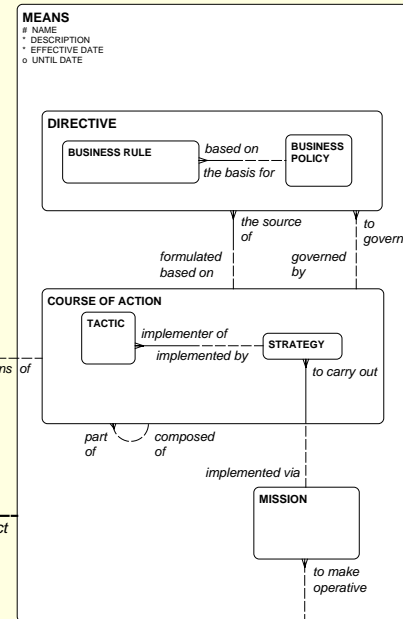 MEANS
# NAME
* DESCRIPTION
* EFFECTIVE DATE
o UNTIL DATE
DIRECTIVE
BUSINESS RULE
based on
the basis for
BUSINESS
POLICY
the source
of
to
govern
formulated
based on
governed
by
COURSE OF ACTION
TACTIC
implementer of
implemented by
STRATEGY
ns of
to carry out
part
of
composed
of
implemented via
MISSION
ct
to make
operative